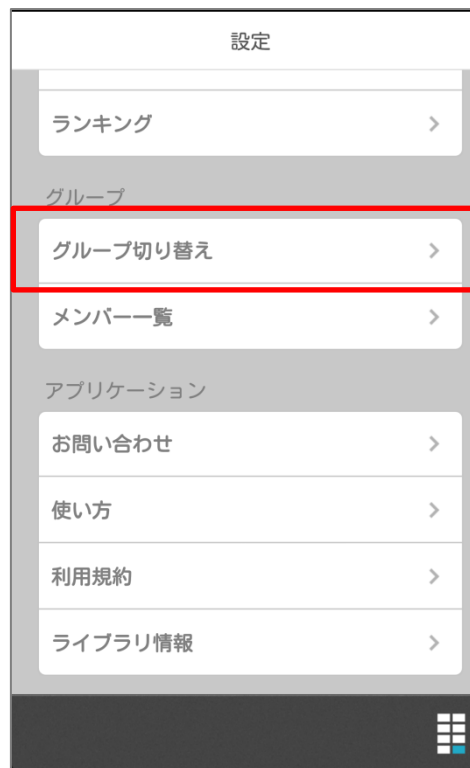 設定
ランキング
グループ
グループ切り替え
メンバー一覧
アプリケーション
お問い合わせ
使い方
利用規約
ライブラリ情報